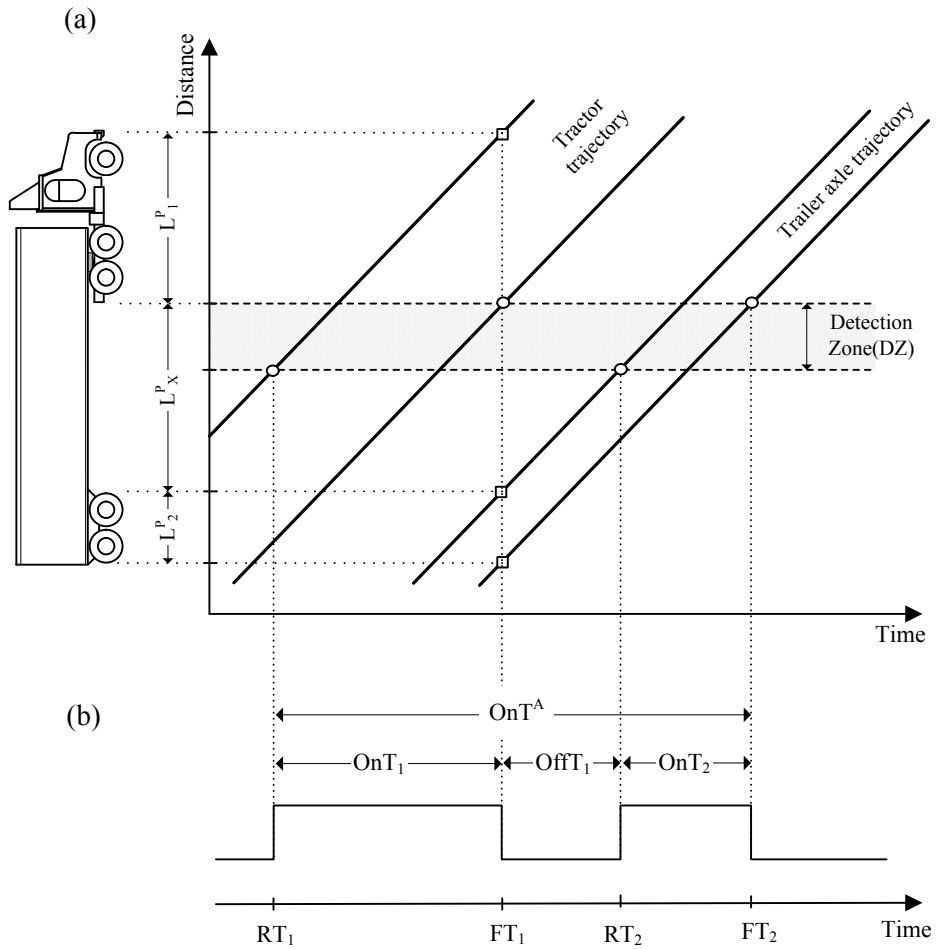 (a)
Distance
Tractor
trajectory
Trailer axle trajectory
L^P_1
L^P_X
L^P_2
Detection
Zone(DZ)
Time
(b)
OnT^A
OnT_1
OffT_1
OnT_2
RT_1
FT_1
RT_2
FT_2
Time